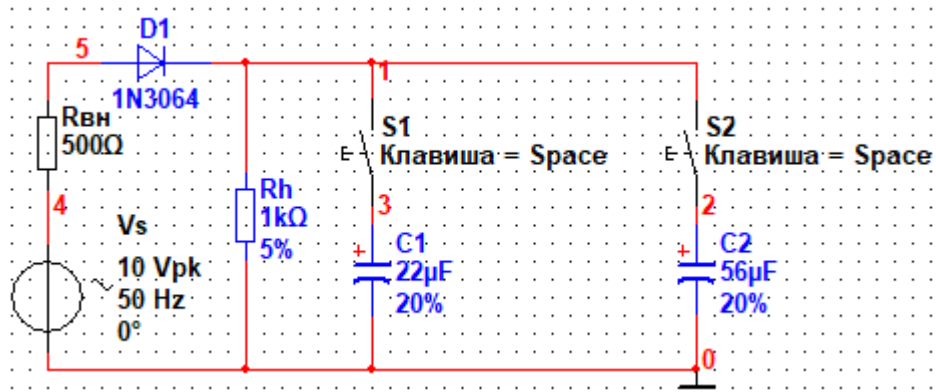 D1
5
1N3064
1
Rвн
500Ω
S1
Клавиша = Space
S2
Клавиша = Space
4
Rh
1kΩ
5%
3
2
Vs
10 Vpk
50 Hz
0°
~
+
C1
22µF
20%
+
C2
56µF
20%
0